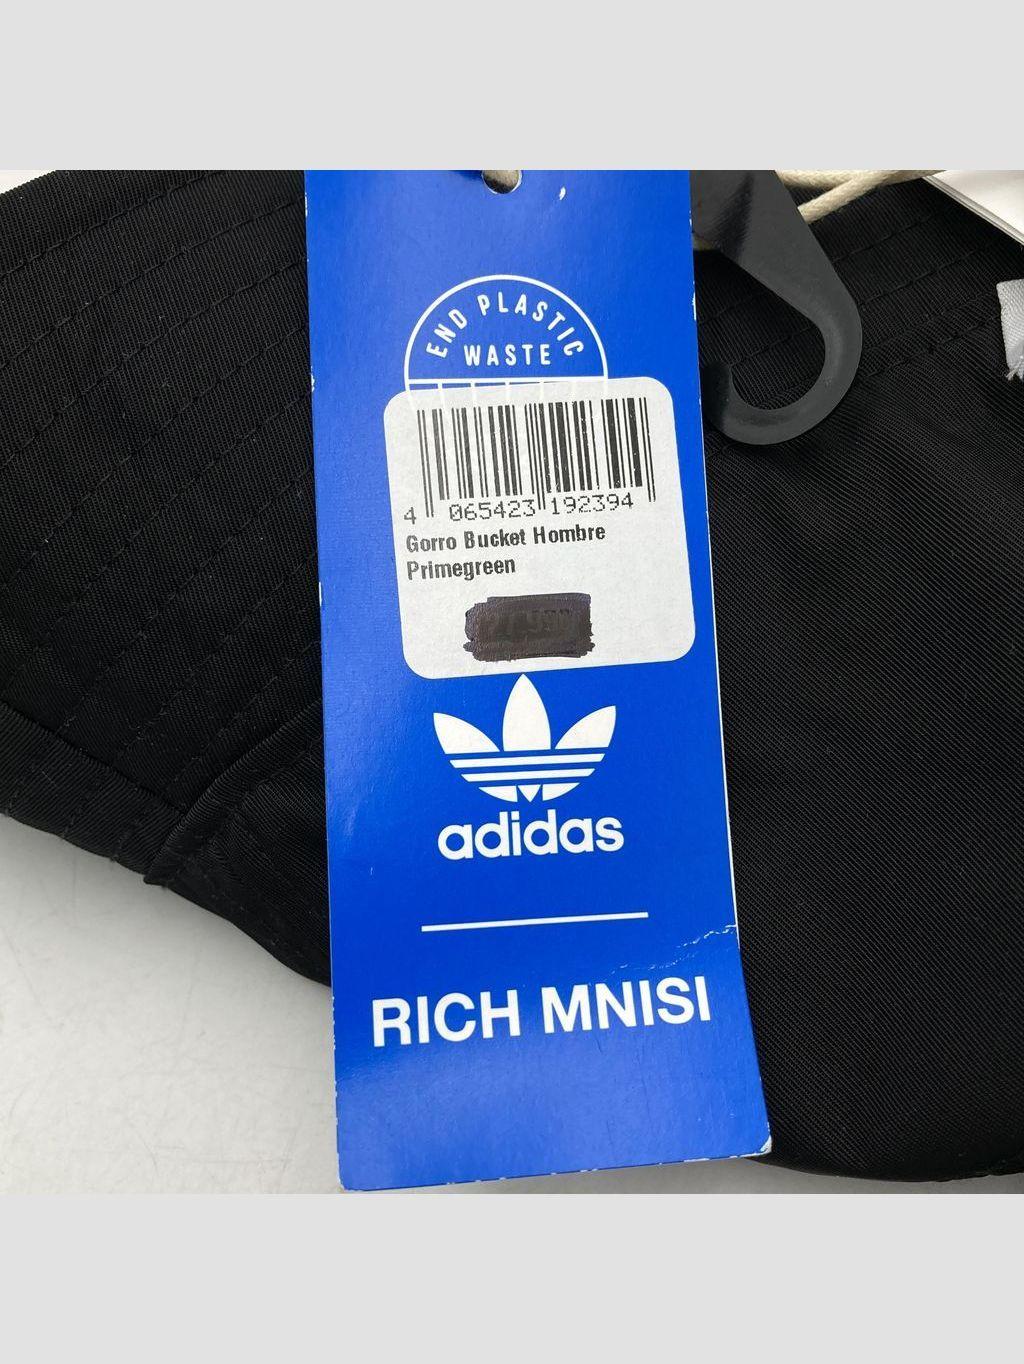 END PLASTIC
WASTE
4 065423 192394
Gorro Bucket Hombre
Primegreen
adidas
RICH MNISI